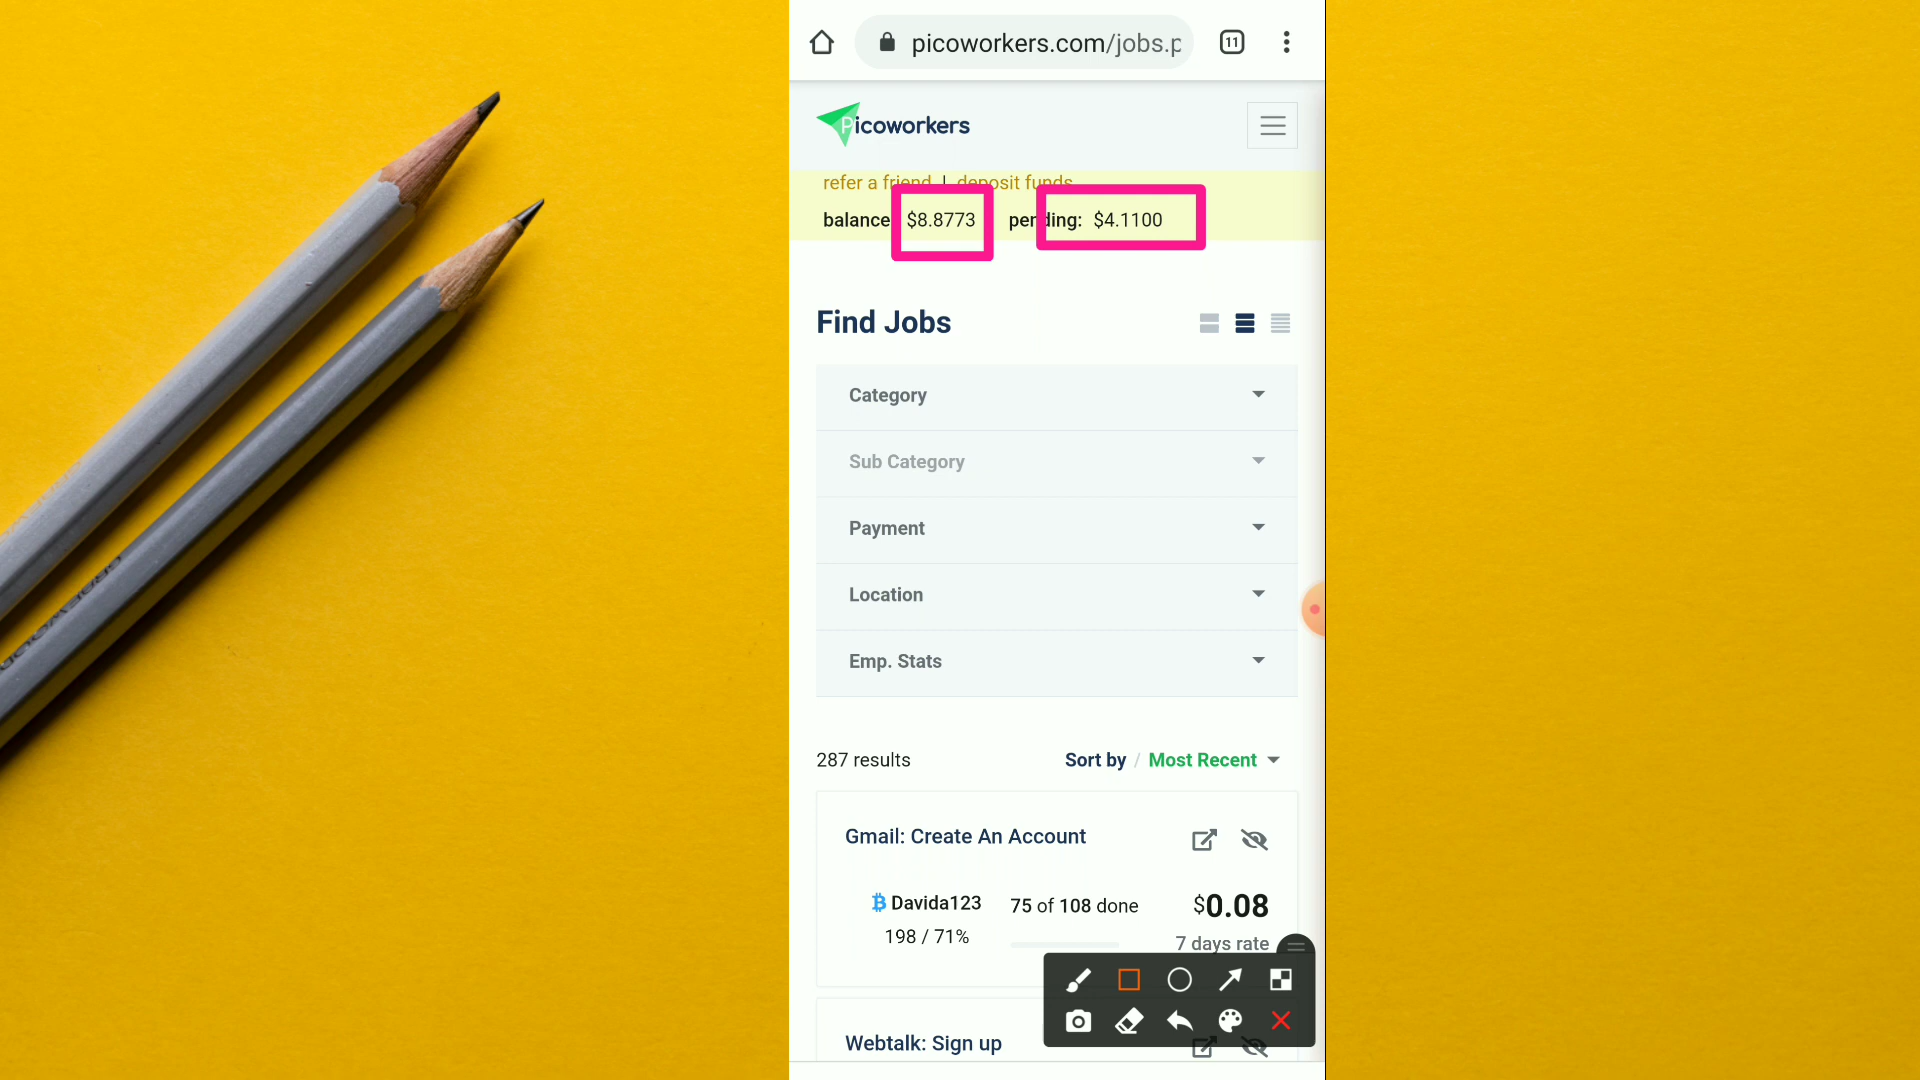 picoworkers.com/jobs.p
11
Picoworkers
refer a friend | deposit funds
balance $8.8773 pending: $4.1100
Find Jobs
Category
Sub Category
Payment
Location
Emp. Stats
287 results
Sort by / Most Recent
Gmail: Create An Account
Davida123
75 of 108 done
$0.08
198 / 71%
7 days rate
Webtalk: Sign up